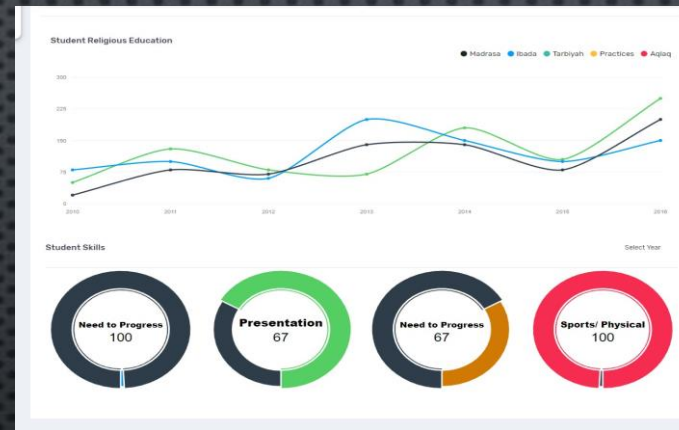 Student Religious Education
Madrasa Ibada Tarbiyah Practices Aqlaq
300
225
150
75
0
2010 2011 2012 2013 2014 2015 2016
Student Skills Select Year
Need to Progress
100
Presentation
67
Need to Progress
67
Sports/ Physical
100